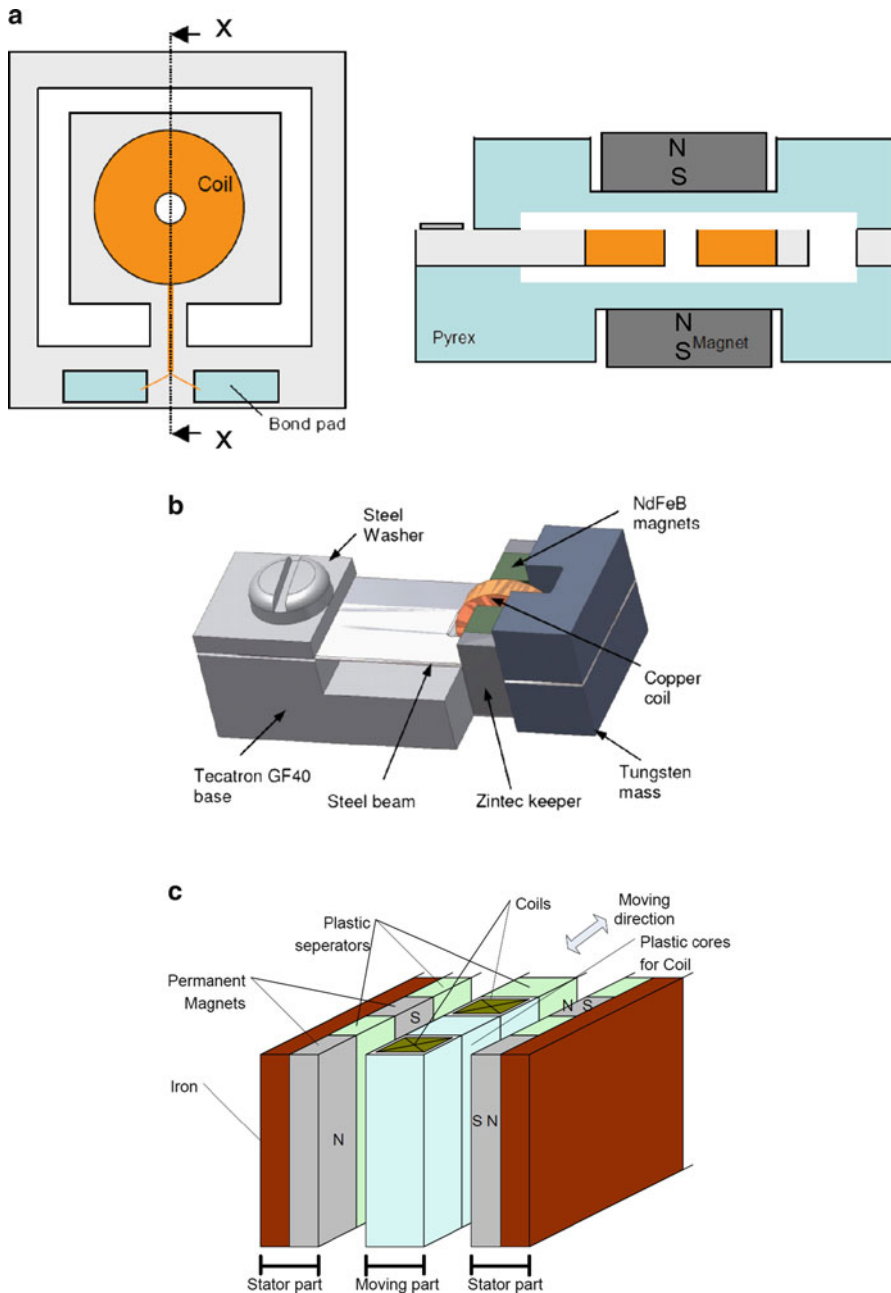 a
X
Coil
Bond pad
X
N
S
Pyrex
N
S Magnet
b
Steel
Washer
NdFeB
magnets
Copper
coil
Tecatron GF40
base
Steel beam
Zintec keeper
Tungsten
mass
c
Coils
Moving
direction
Plastic
seperators
Plastic cores
for Coil
Permanent
Magnets
S
N S
Iron
N
S N
Stator part
Moving part
Stator part